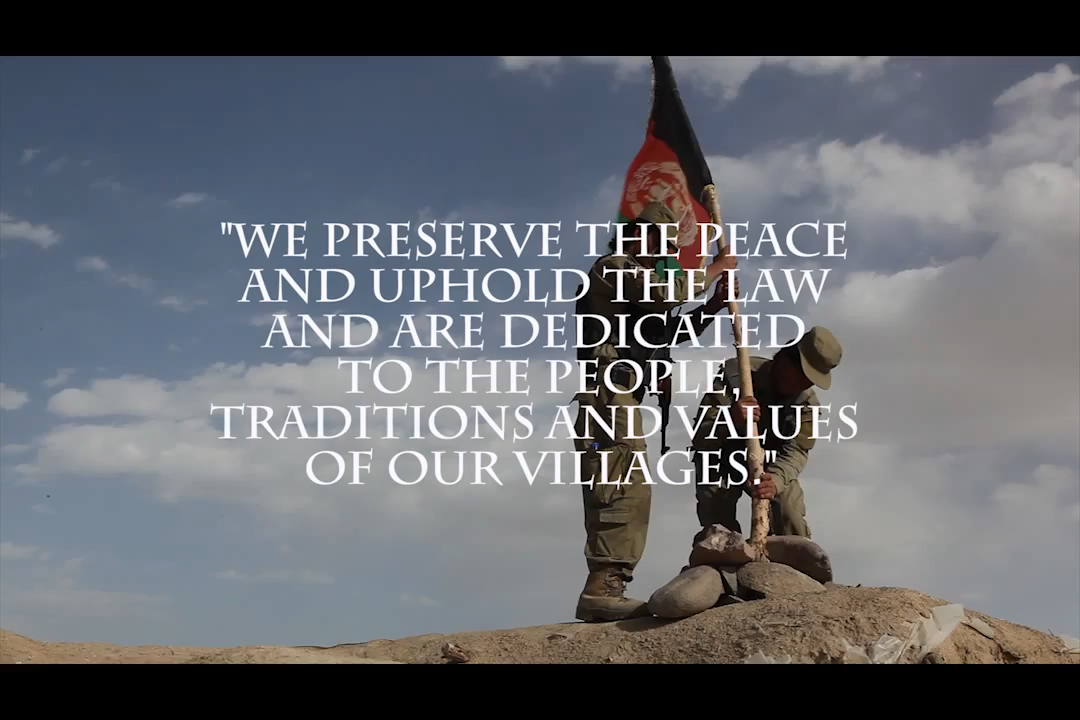 "WE PRESERVE THE PEACE
AND UPHOLD THE LAW
AND ARE DEDICATED
TO THE PEOPLE,
TRADITIONS AND VALUES
OF OUR VILLAGES."